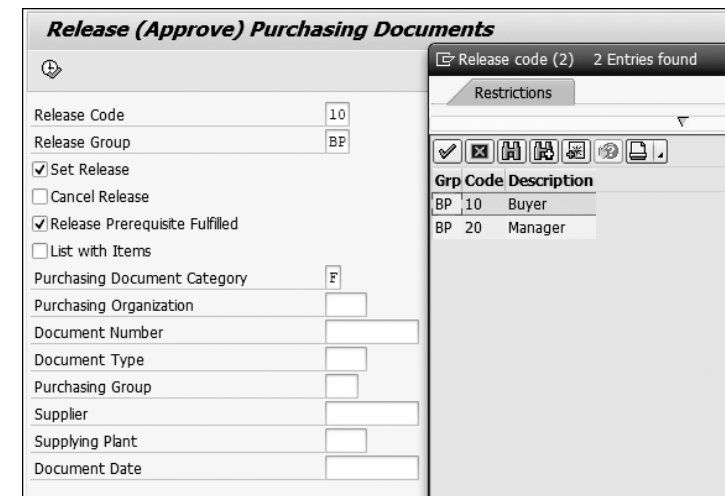 Release (Approve) Purchasing Documents
Release Code 10
Release Group BP
Set Release
Cancel Release
Release Prerequisite Fulfilled
List with Items
Purchasing Document Category F
Purchasing Organization
Document Number
Document Type
Purchasing Group
Supplier
Supplying Plant
Document Date
Release code (2) 2 Entries found
Restrictions
Grp Code Description
BP 10 Buyer
BP 20 Manager